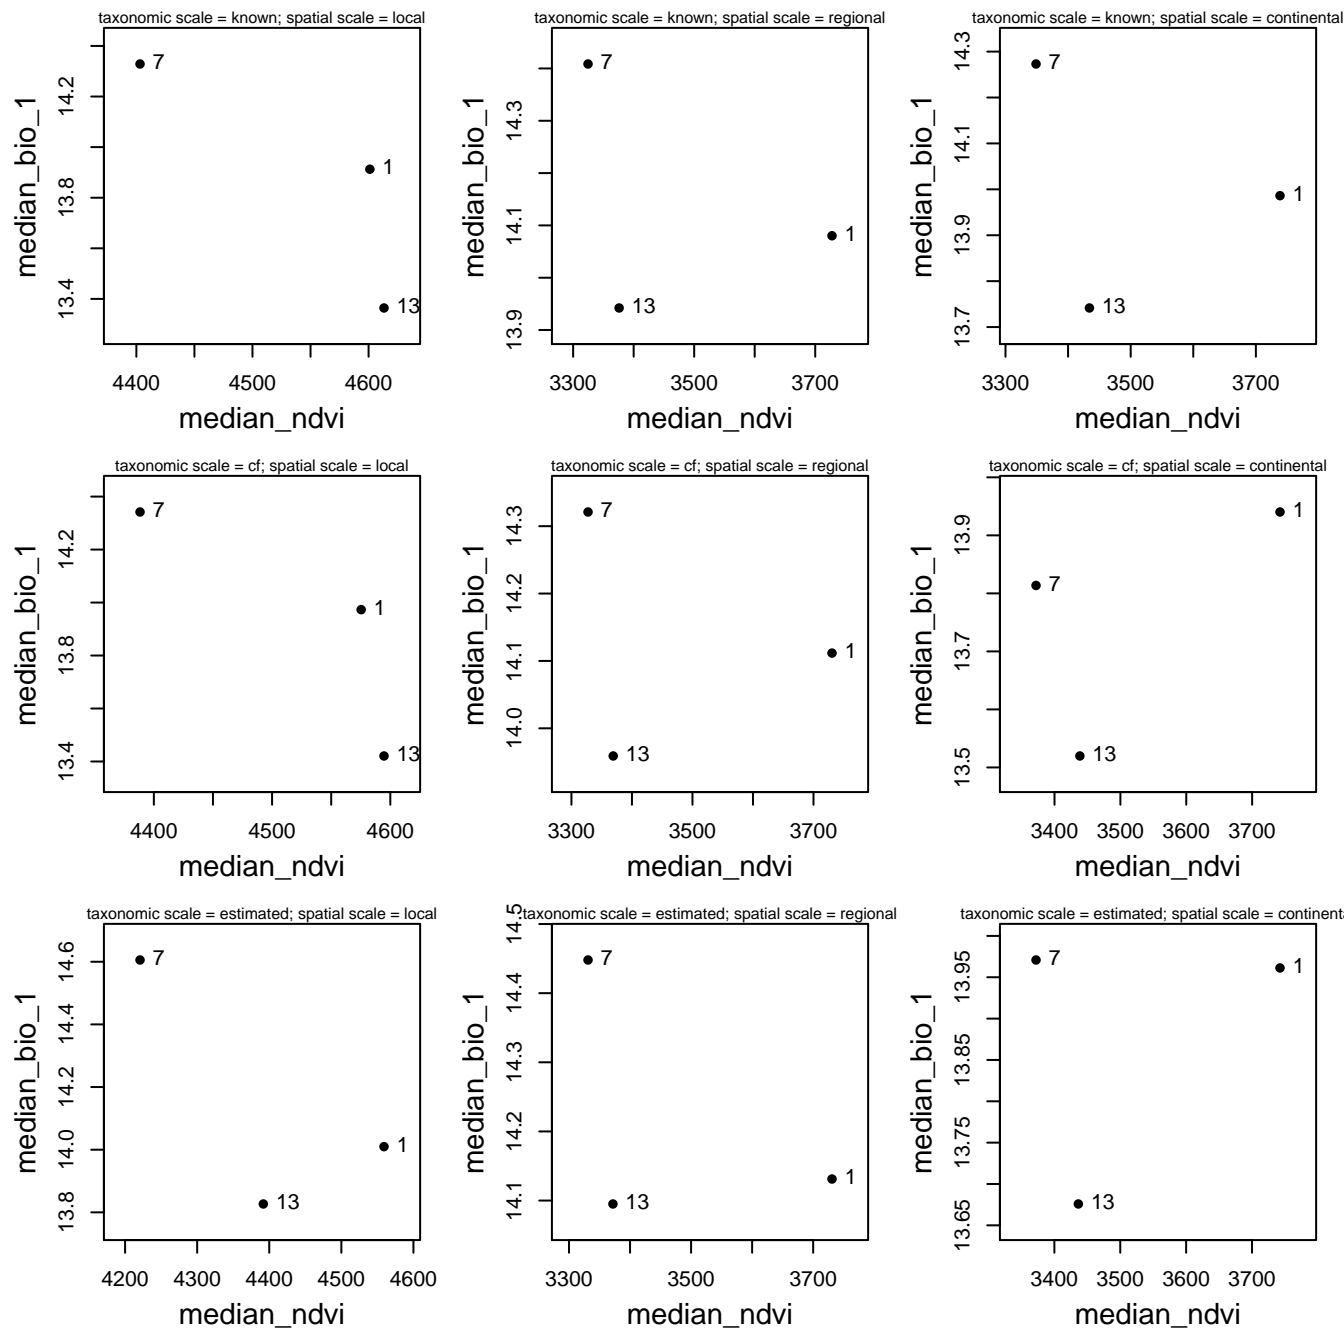 taxonomic scale = known; spatial scale = local
median_bio_1
14.2
13.8
13.4
7
1
13
4400 4500 4600
median_ndvi
taxonomic scale = known; spatial scale = regional
median_bio_1
14.3
14.1
13.9
7
1
13
3300 3500 3700
median_ndvi
taxonomic scale = known; spatial scale = continental
median_bio_1
14.3
14.1
13.9
13.7
7
1
13
3300 3500 3700
median_ndvi
taxonomic scale = cf; spatial scale = local
median_bio_1
14.2
13.8
13.4
7
1
13
4400 4500 4600
median_ndvi
taxonomic scale = cf; spatial scale = regional
median_bio_1
14.3
14.2
14.1
14.0
7
1
13
3300 3500 3700
median_ndvi
taxonomic scale = cf; spatial scale = continental
median_bio_1
13.9
13.7
13.5
1
7
13
3400 3500 3600 3700
median_ndvi
taxonomic scale = estimated; spatial scale = local
median_bio_1
14.6
14.4
14.2
14.0
13.8
7
1
13
4200 4300 4400 4500 4600
median_ndvi
taxonomic scale = estimated; spatial scale = regional
median_bio_1
14.5
14.4
14.3
14.2
14.1
7
1
13
3300 3500 3700
median_ndvi
taxonomic scale = estimated; spatial scale = continenta
median_bio_1
13.95
13.85
13.75
13.65
7
1
13
3400 3500 3600 3700
median_ndvi